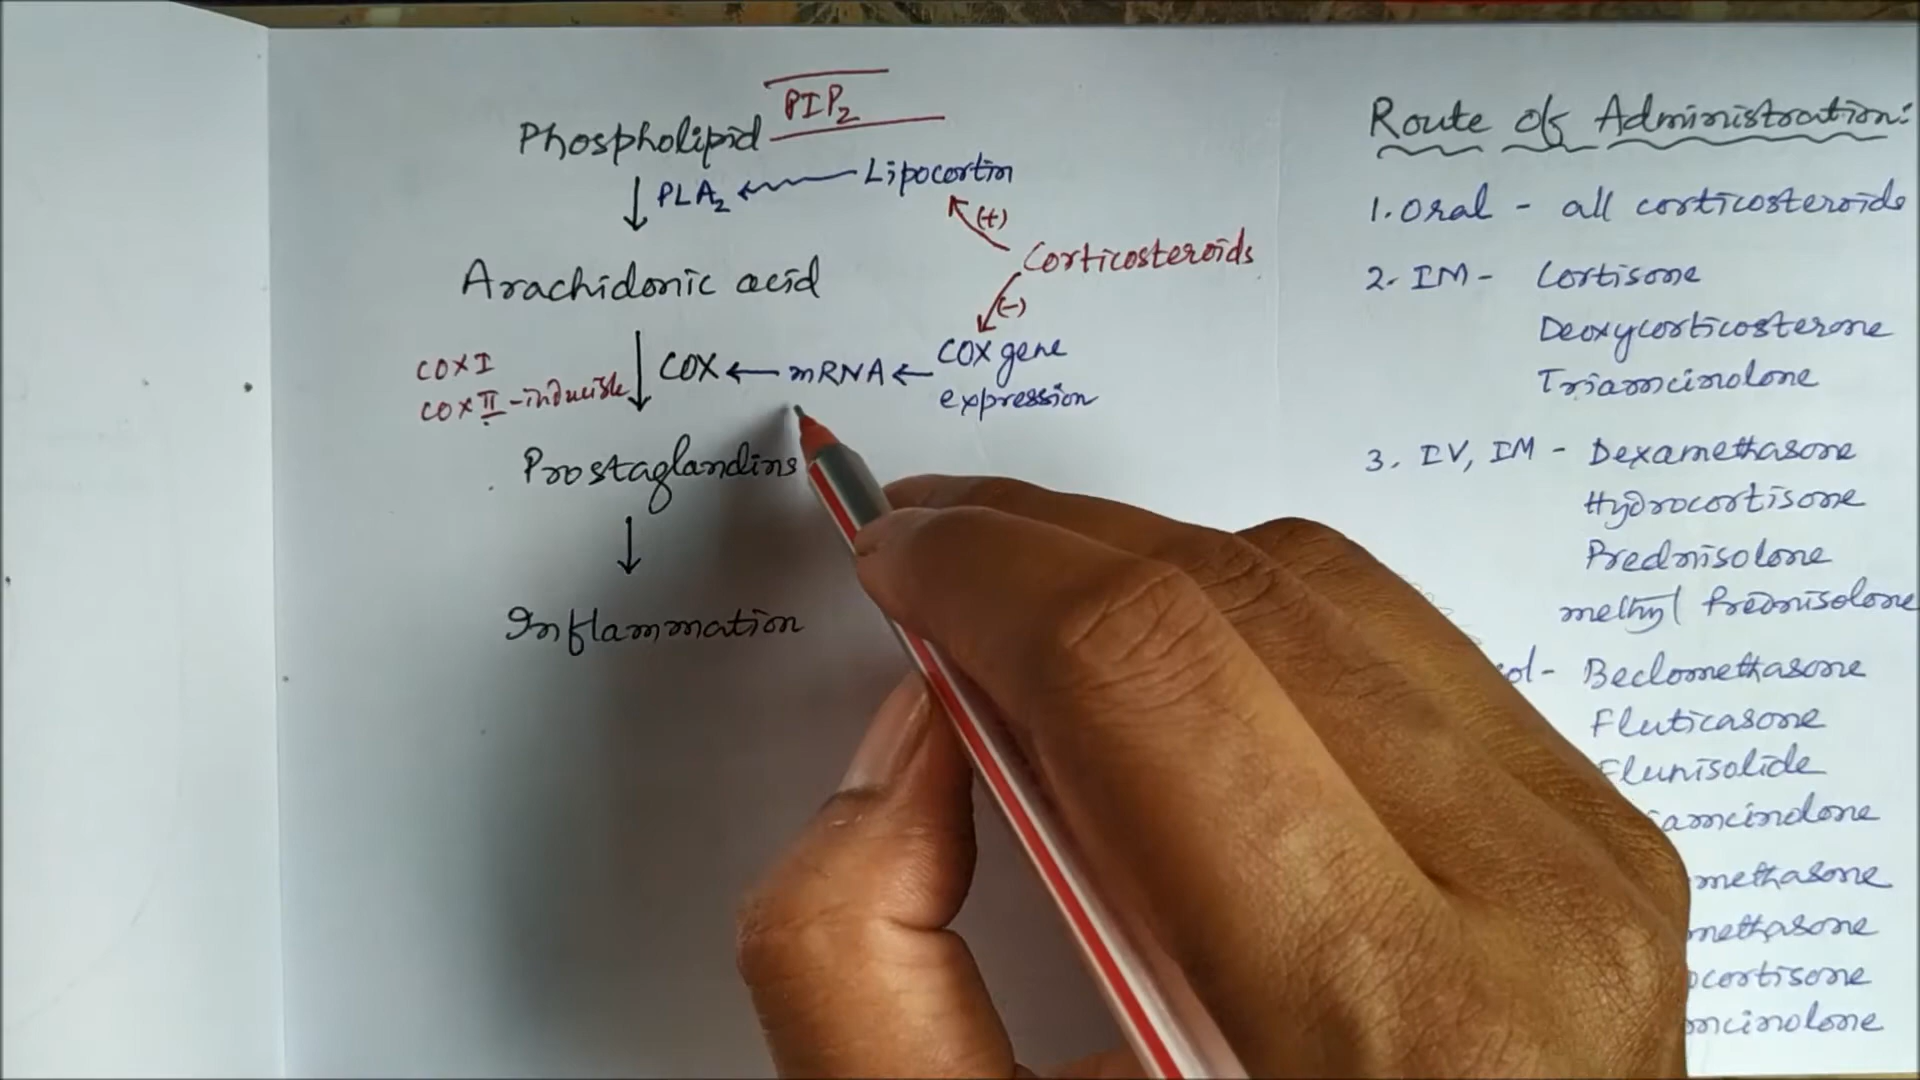 PIP2
Phospholipid
PLA2 ← Lipocortin
(+)
Corticosteroids
Arachidonic acid
(-)
COX I
COX II - inducible
COX ← mRNA ← COX gene
expression
Prostaglandins
Inflammation
Route of Administration:
1. Oral - all corticosteroids
2. IM - Cortisone
Deoxycorticosterone
Triamcinolone
3. IV, IM - Dexamethasone
Hydrocortisone
Prednisolone
methyl Prednisolone
Beclomethasone
Fluticasone
Flunisolide